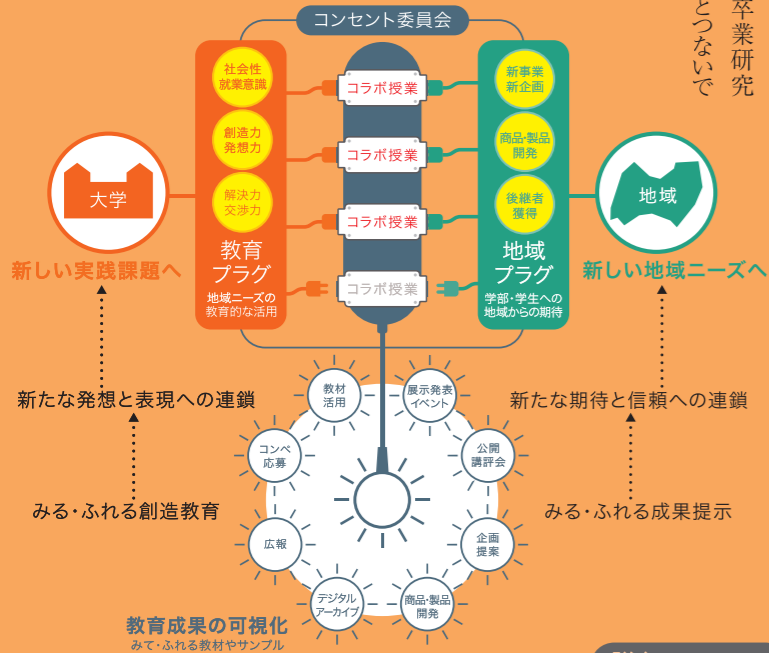 卒業研究
とつないで
コンセント委員会
社会性
就業意識
創造力
発想力
解決力
交渉力
教育
プラグ
地域ニーズの
教育的な活用
コラボ授業
コラボ授業
コラボ授業
コラボ授業
新事業
新企画
商品・製品
開発
後継者
獲得
地域
プラグ
学部・学生への
地域からの期待
大学
新しい実践課題へ
地域
新しい地域ニーズへ
新たな発想と表現への連鎖
みる・ふれる創造教育
新たな期待と信頼への連鎖
みる・ふれる成果提示
教材
活用
展示発表
イベント
コンペ
応募
公開
講評会
広報
企画
提案
デジタル
アーカイブ
商品・製品
開発
教育成果の可視化
みて・ふれる教材やサンプル